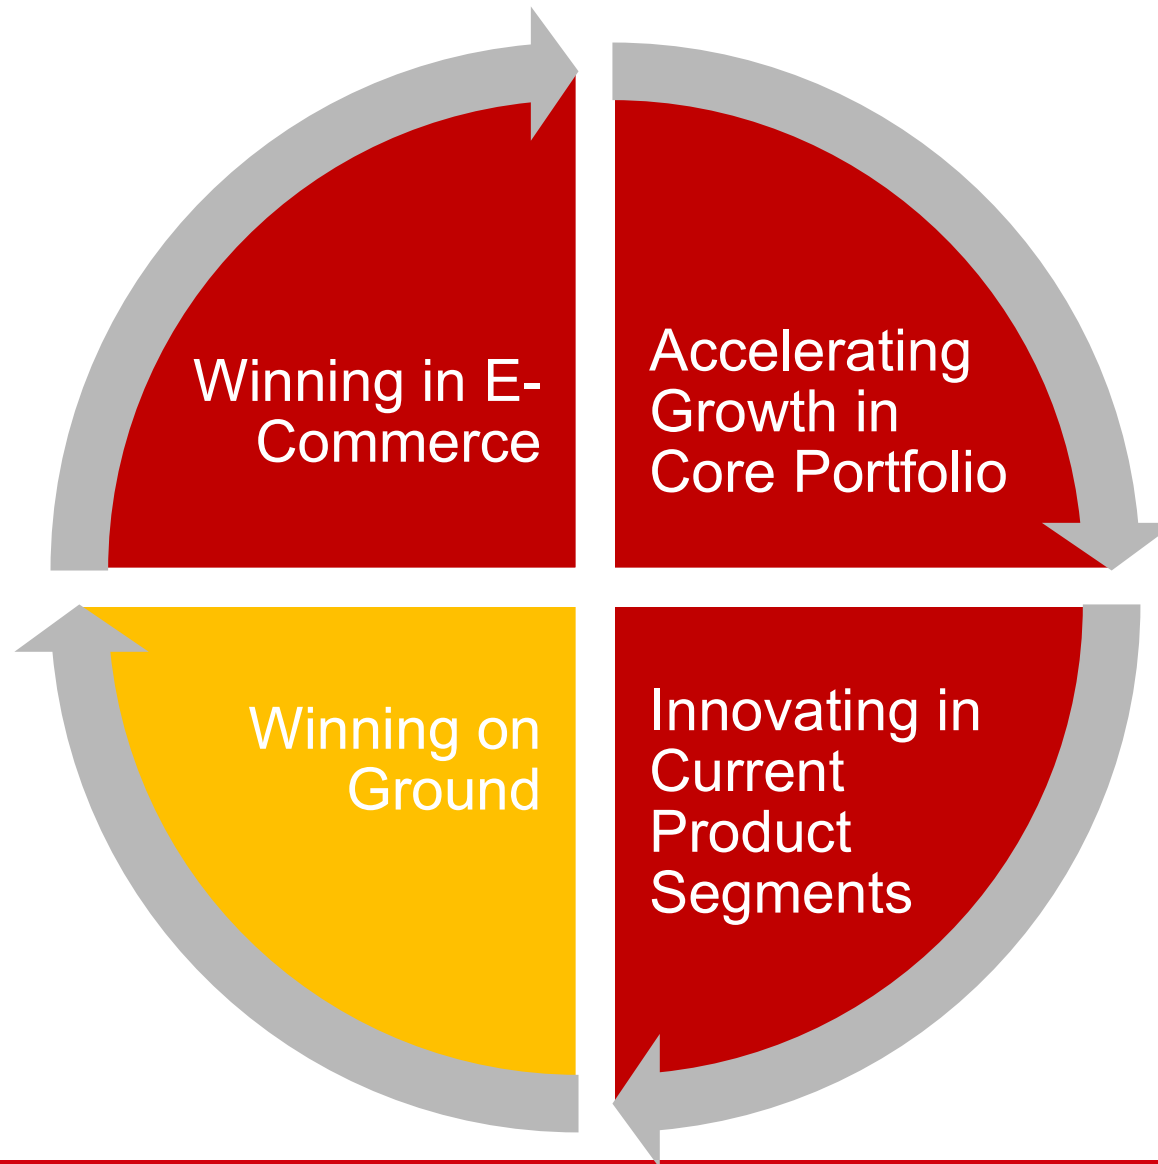 Winning in E-
Commerce
Accelerating
Growth in
Core Portfolio
Winning on
Ground
Innovating in
Current
Product
Segments